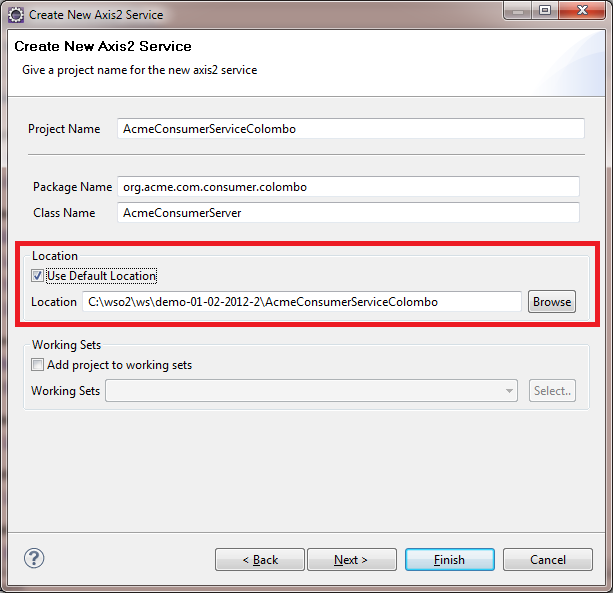 Create New Axis2 Service
Create New Axis2 Service
Give a project name for the new axis2 service
Project Name AcmeConsumerServiceColombo
Package Name org.acme.com.consumer.colombo
Class Name AcmeConsumerServer
Location
Use Default Location
Location C:\wso2\ws\demo-01-02-2012-2\AcmeConsumerServiceColombo Browse
Working Sets
Add project to working sets
Working Sets Select..
? < Back Next > Finish Cancel